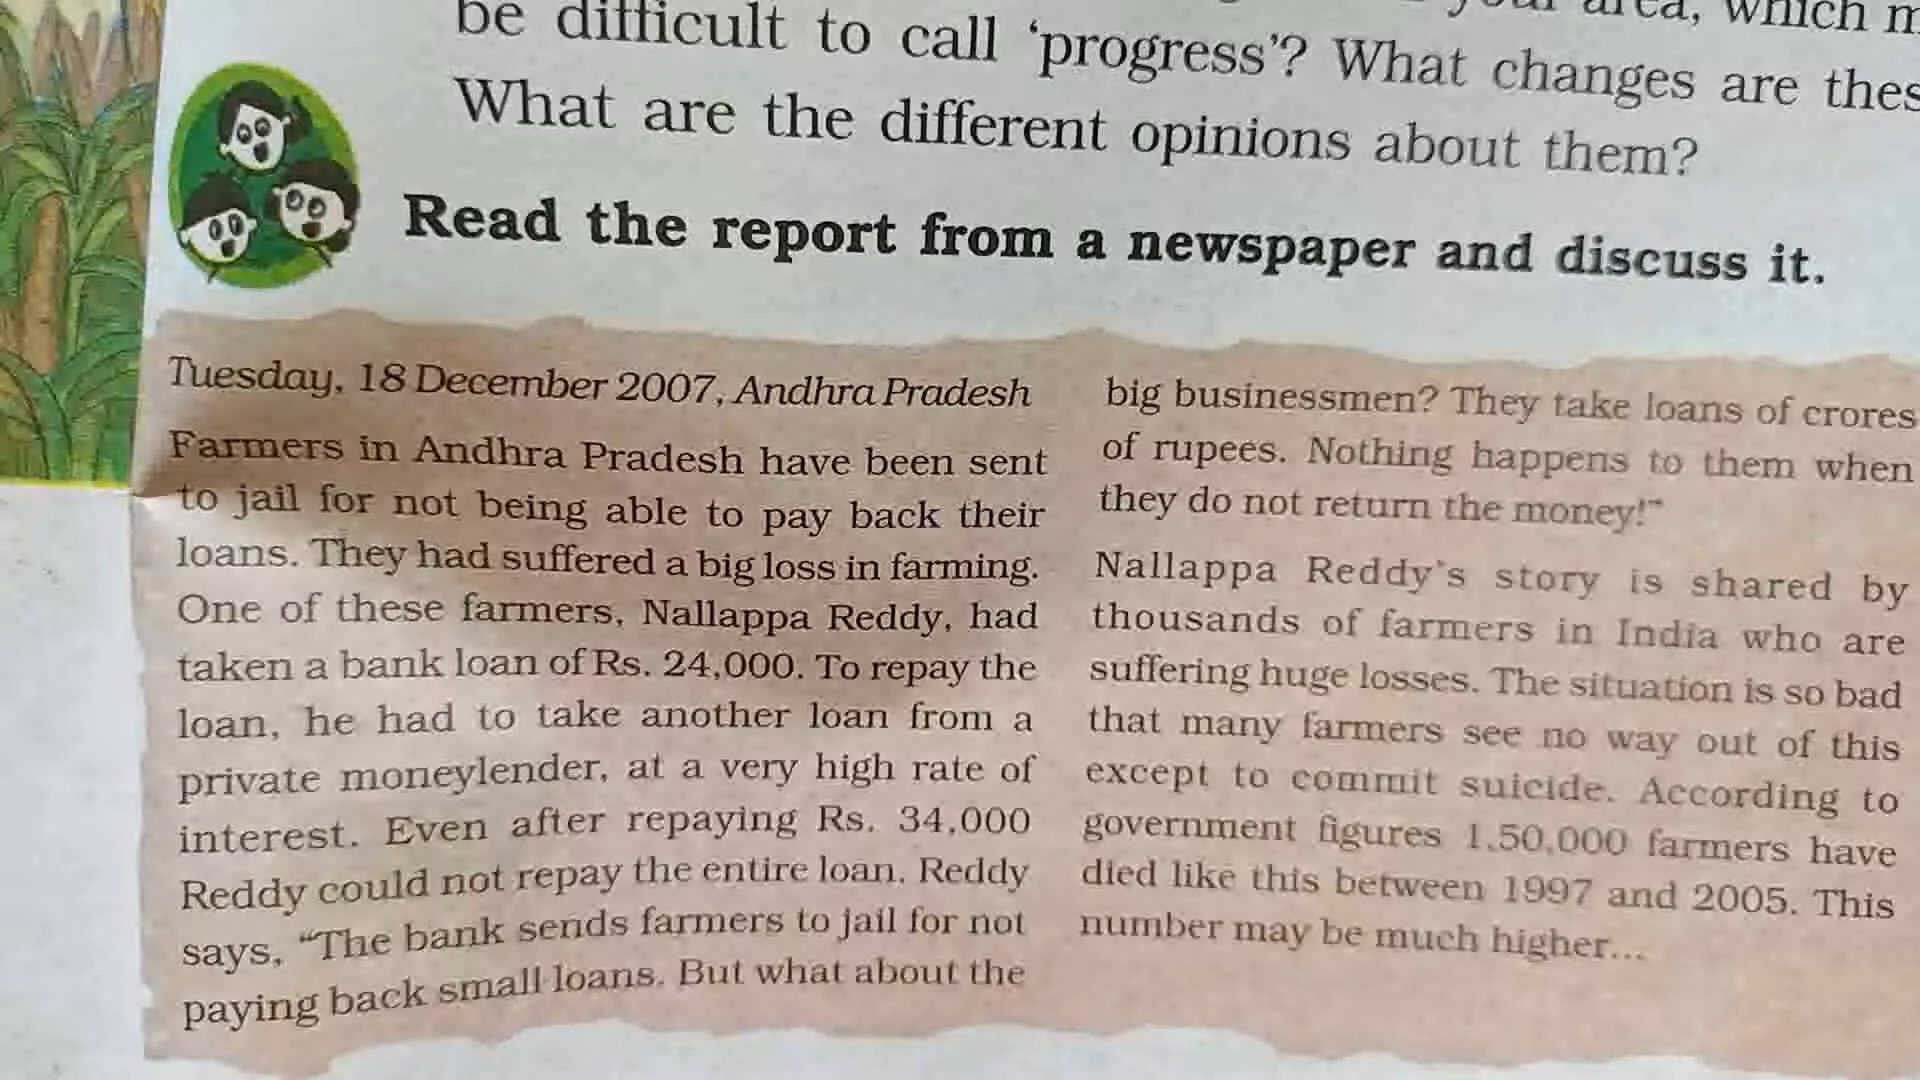 your area, which
be difficult to call ‘progress’? What changes are
What are the different opinions about them?
Read the report from a newspaper and discuss it.
Tuesday, 18 December 2007, Andhra Pradesh
Farmers in Andhra Pradesh have been sent
to jail for not being able to pay back their
loans. They had suffered a big loss in farming.
One of these farmers, Nallappa Reddy, had
taken a bank loan of Rs. 24,000. To repay the
loan, he had to take another loan from a
private moneylender, at a very high rate of
interest. Even after repaying Rs. 34,000
Reddy could not repay the entire loan. Reddy
says, “The bank sends farmers to jail for not
paying back small loans. But what about the
big businessmen? They take loans of crores
of rupees. Nothing happens to them when
they do not return the money!”
Nallappa Reddy’s story is shared by
thousands of farmers in India who are
suffering huge losses. The situation is so bad
that many farmers see no way out of this
except to commit suicide. According to
government figures 1,50,000 farmers have
died like this between 1997 and 2005. This
number may be much higher...